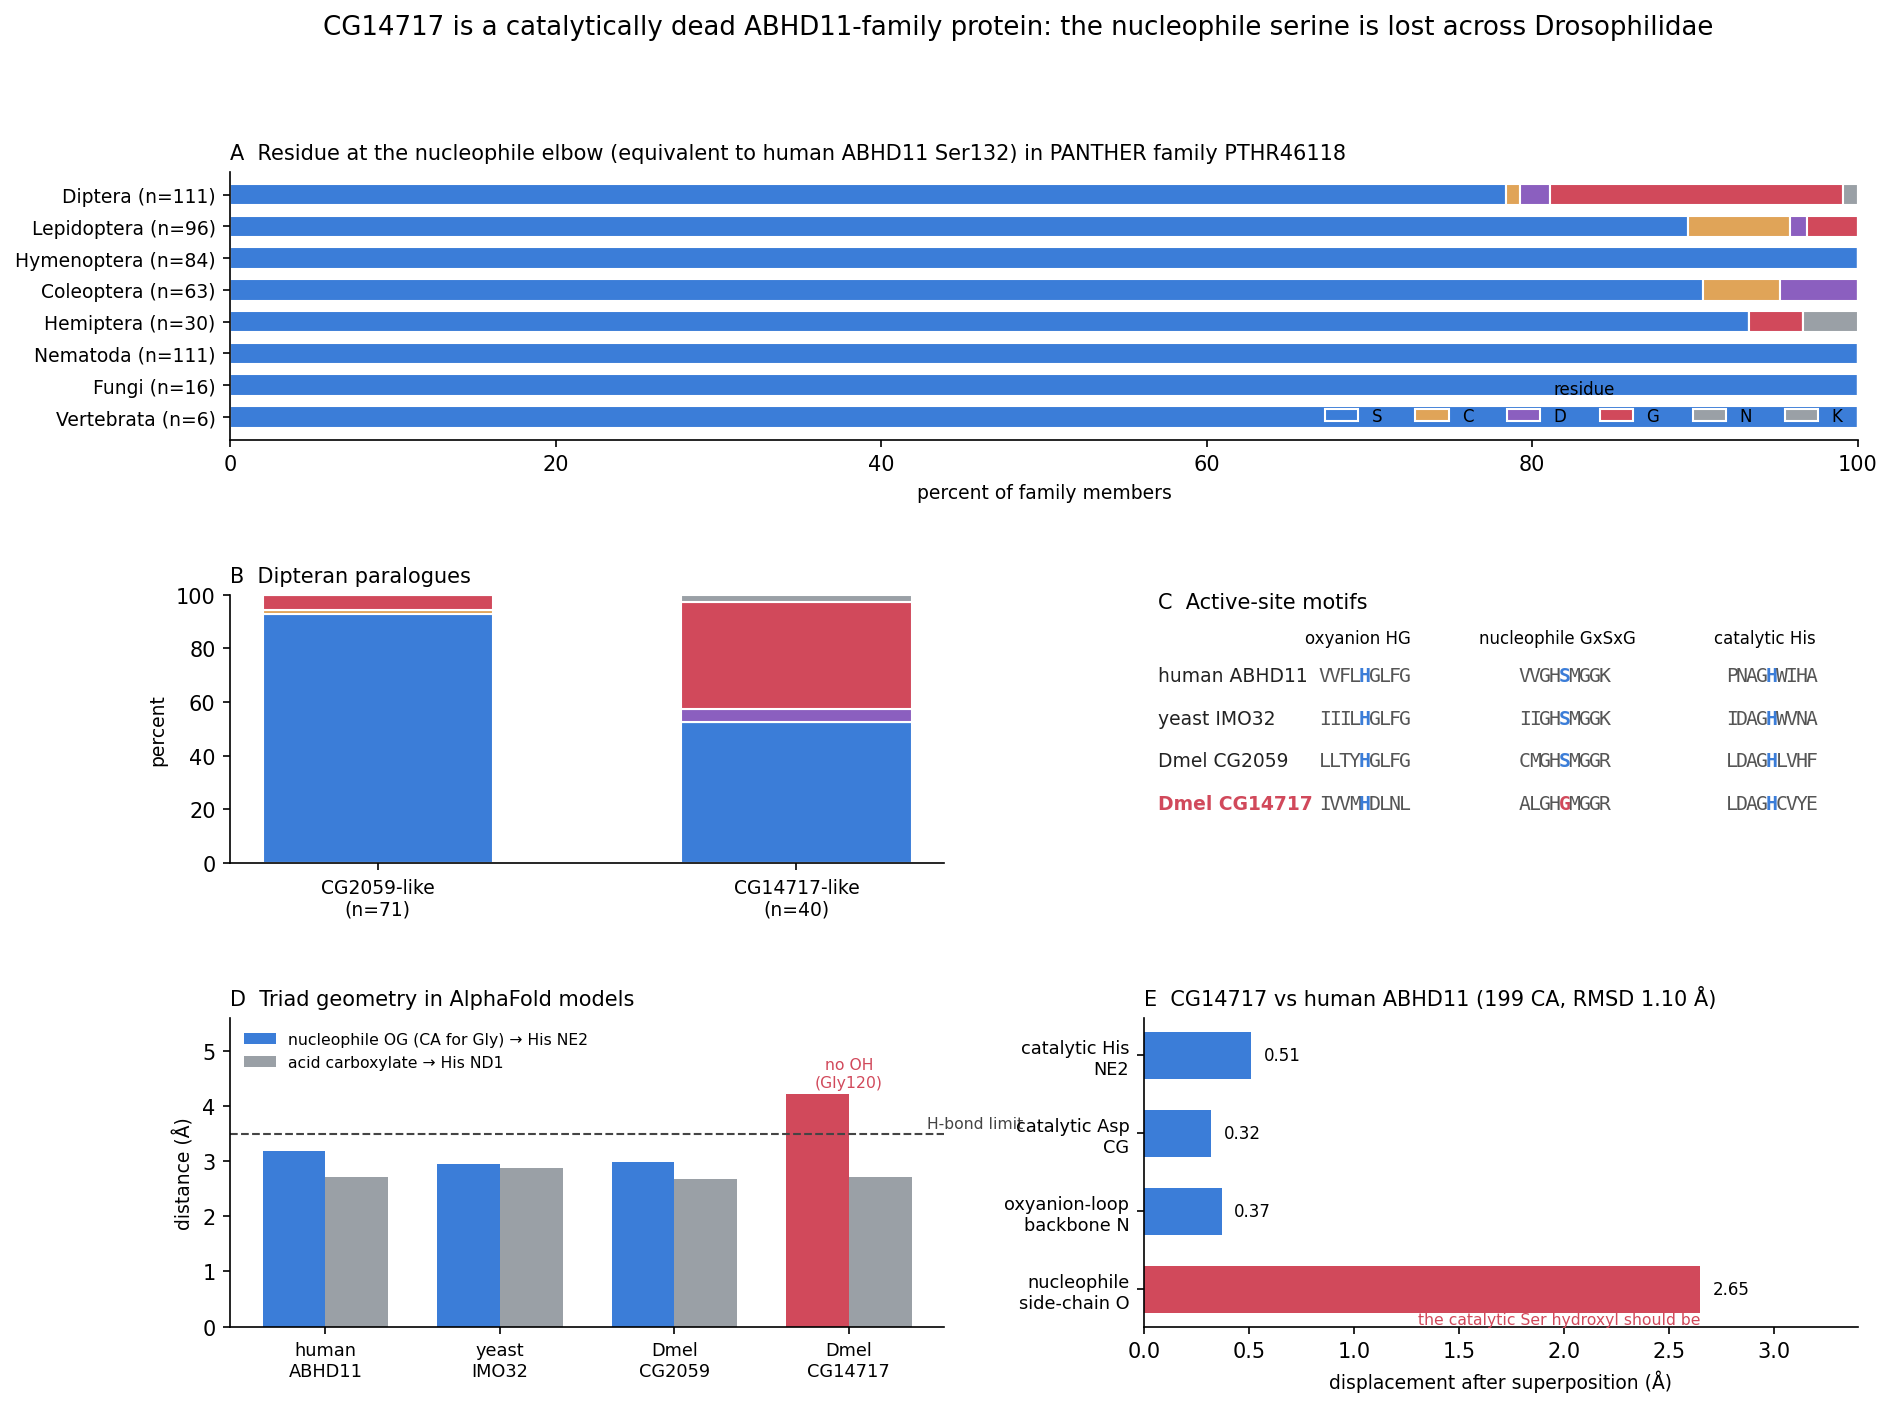 CG14717 is a catalytically dead ABHD11-family protein: the nucleophile serine is lost across Drosophilidae
A Residue at the nucleophile elbow (equivalent to human ABHD11 Ser132) in PANTHER family PTHR46118
Diptera (n=111)
Lepidoptera (n=96)
Hymenoptera (n=84)
Coleoptera (n=63)
Hemiptera (n=30)
Nematoda (n=111)
Fungi (n=16)
Vertebrata (n=6)
residue
S C D G N K
0 20 40 60 80 100
percent of family members
B Dipteran paralogues
100
80
60
40
20
0
percent
CG2059-like
(n=71)
CG14717-like
(n=40)
C Active-site motifs
oxyanion HG nucleophile GxSxG catalytic His
human ABHD11 VVFLHGLFG VVGHSMGGK PNAGHWIHA
yeast IMO32 IIILHGLFG IIGHSMGGK IDAGHWVNA
Dmel CG2059 LLTYHGLFG CMGHSMGGR LDAGHLVHF
Dmel CG14717 IVVMHDLNL ALGHGMGGR LDAGHCVYE
D Triad geometry in AlphaFold models
nucleophile OG (CA for Gly) → His NE2
acid carboxylate → His ND1
no OH
(Gly120)
H-bond limit
5
4
3
2
1
0
distance (Å)
human
ABHD11
yeast
IMO32
Dmel
CG2059
Dmel
CG14717
E CG14717 vs human ABHD11 (199 CA, RMSD 1.10 Å)
catalytic His
NE2
0.51
catalytic Asp
CG
0.32
oxyanion-loop
backbone N
0.37
nucleophile
side-chain O
2.65
the catalytic Ser hydroxyl should be
0.0 0.5 1.0 1.5 2.0 2.5 3.0
displacement after superposition (Å)